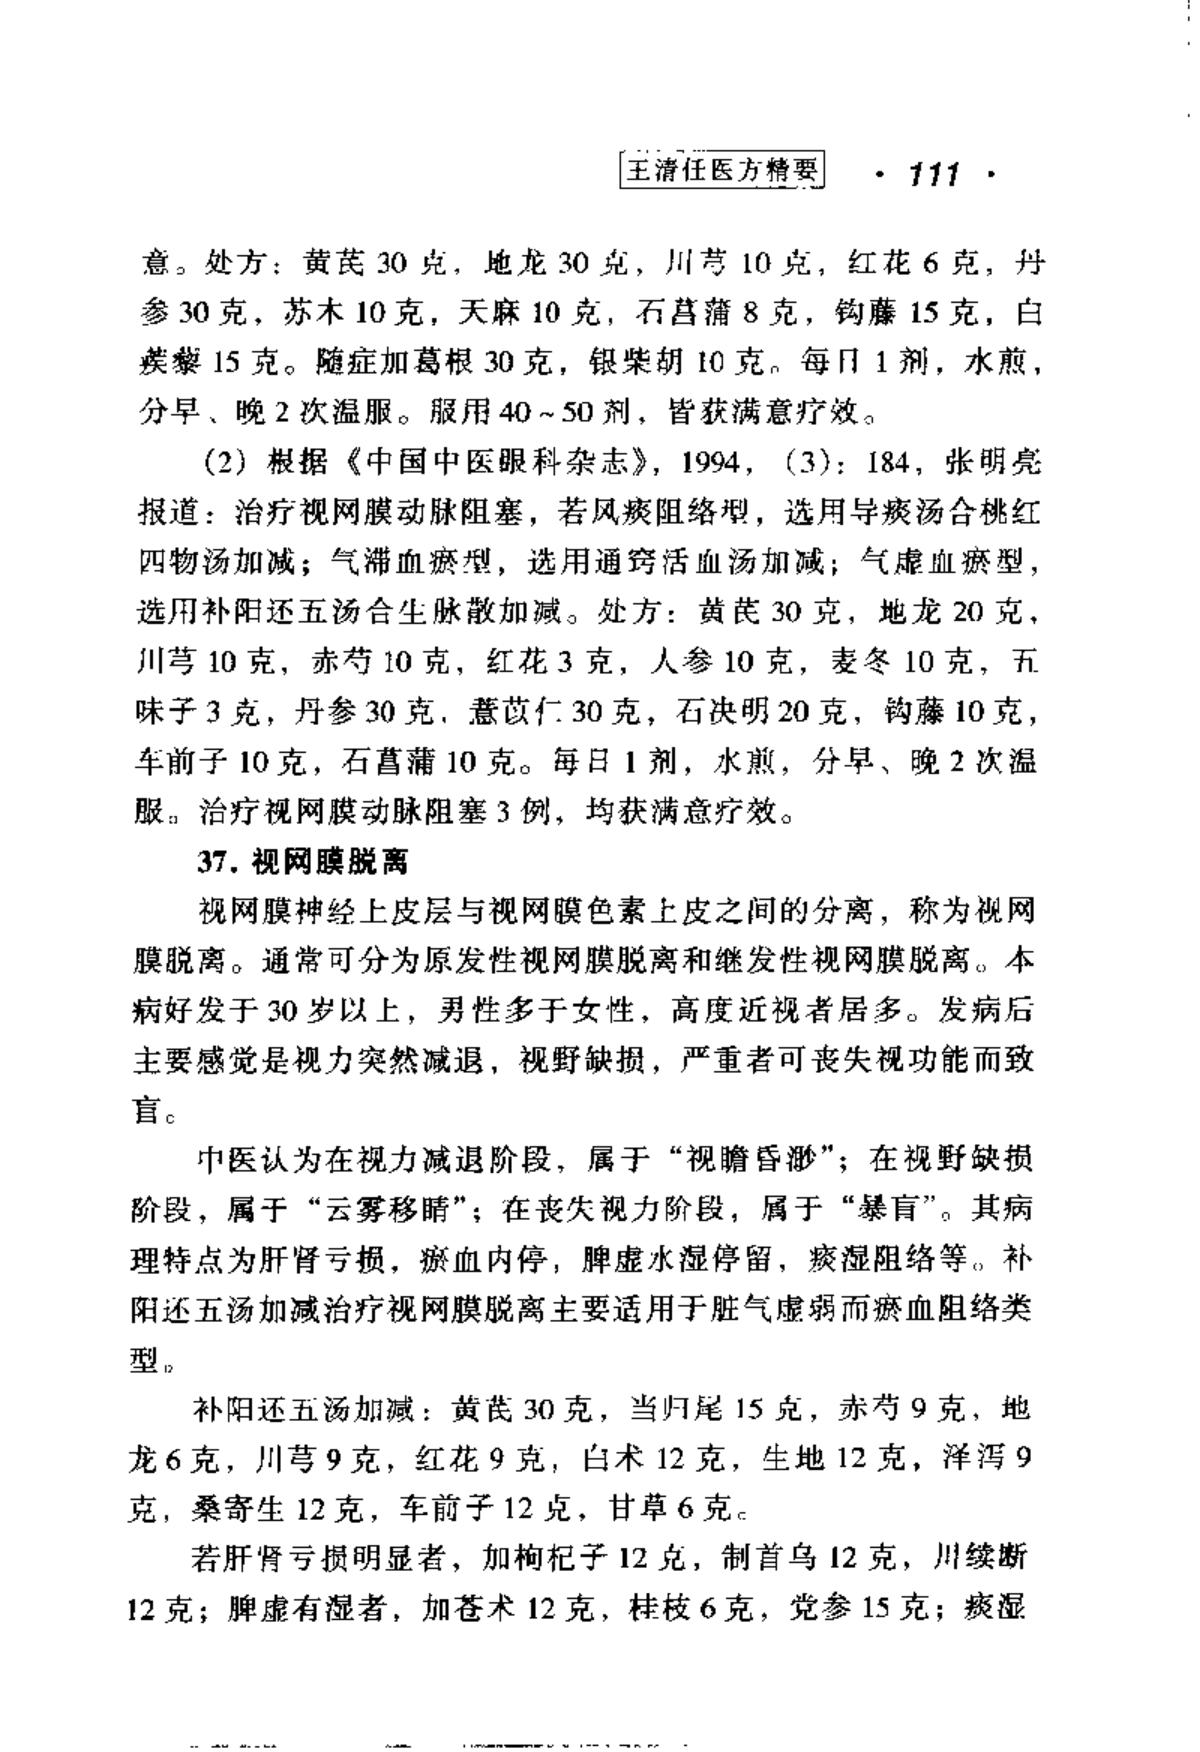 王清任医方精要 · 111 ·
意。处方：黄芪 30 克，地龙 30 克，川芎 10 克，红花 6 克，丹
参 30 克，苏木 10 克，天麻 10 克，石菖蒲 8 克，钩藤 15 克，白
蒺藜 15 克。随症加葛根 30 克，银柴胡 10 克。每日 1 剂，水煎，
分早、晚 2 次温服。服用 40～50 剂，皆获满意疗效。
（2）根据《中国中医眼科杂志》，1994，（3）：184，张明亮
报道：治疗视网膜动脉阻塞，若风痰阻络型，选用导痰汤合桃红
四物汤加减；气滞血瘀型，选用通窍活血汤加减；气虚血瘀型，
选用补阳还五汤合生脉散加减。处方：黄芪 30 克，地龙 20 克，
川芎 10 克，赤芍 10 克，红花 3 克，人参 10 克，麦冬 10 克，五
味子 3 克，丹参 30 克，薏苡仁 30 克，石决明 20 克，钩藤 10 克，
车前子 10 克，石菖蒲 10 克。每日 1 剂，水煎，分早、晚 2 次温
服。治疗视网膜动脉阻塞 3 例，均获满意疗效。
37. 视网膜脱离
视网膜神经上皮层与视网膜色素上皮之间的分离，称为视网
膜脱离。通常可分为原发性视网膜脱离和继发性视网膜脱离。本
病好发于 30 岁以上，男性多于女性，高度近视者居多。发病后
主要感觉是视力突然减退，视野缺损，严重者可丧失视功能而致
盲。
中医认为在视力减退阶段，属于“视瞻昏渺”；在视野缺损
阶段，属于“云雾移睛”；在丧失视力阶段，属于“暴盲”。其病
理特点为肝肾亏损，瘀血内停，脾虚水湿停留，痰湿阻络等。补
阳还五汤加减治疗视网膜脱离主要适用于脏气虚弱而瘀血阻络类
型。
补阳还五汤加减：黄芪 30 克，当归尾 15 克，赤芍 9 克，地
龙 6 克，川芎 9 克，红花 9 克，白术 12 克，生地 12 克，泽泻 9
克，桑寄生 12 克，车前子 12 克，甘草 6 克。
若肝肾亏损明显者，加枸杞子 12 克，制首乌 12 克，川续断
12 克；脾虚有湿者，加苍术 12 克，桂枝 6 克，党参 15 克；痰湿